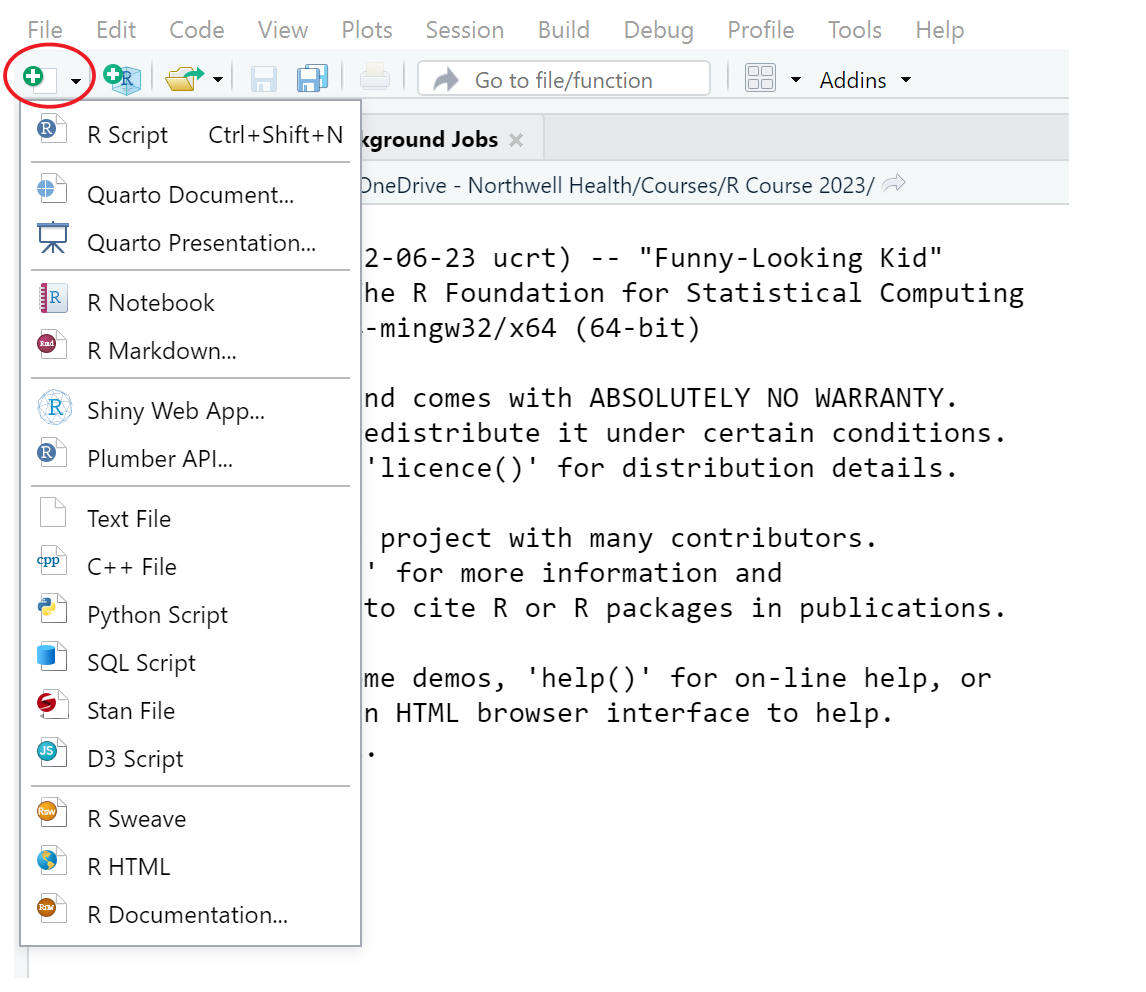 File Edit Code View Plots Session Build Debug Profile Tools Help
Go to file/function Addins
R Script Ctrl+Shift+N
Quarto Document...
Quarto Presentation...
R Notebook
R Markdown...
Shiny Web App...
Plumber API...
Text File
C++ File
Python Script
SQL Script
Stan File
D3 Script
R Sweave
R HTML
R Documentation...
kground Jobs
OneDrive - Northwell Health/Courses/R Course 2023/
2-06-23 ucrt) -- "Funny-Looking Kid"
he R Foundation for Statistical Computing
-mingw32/x64 (64-bit)
nd comes with ABSOLUTELY NO WARRANTY.
edistribute it under certain conditions.
'licence()' for distribution details.
project with many contributors.
' for more information and
to cite R or R packages in publications.
me demos, 'help()' for on-line help, or
n HTML browser interface to help.
.